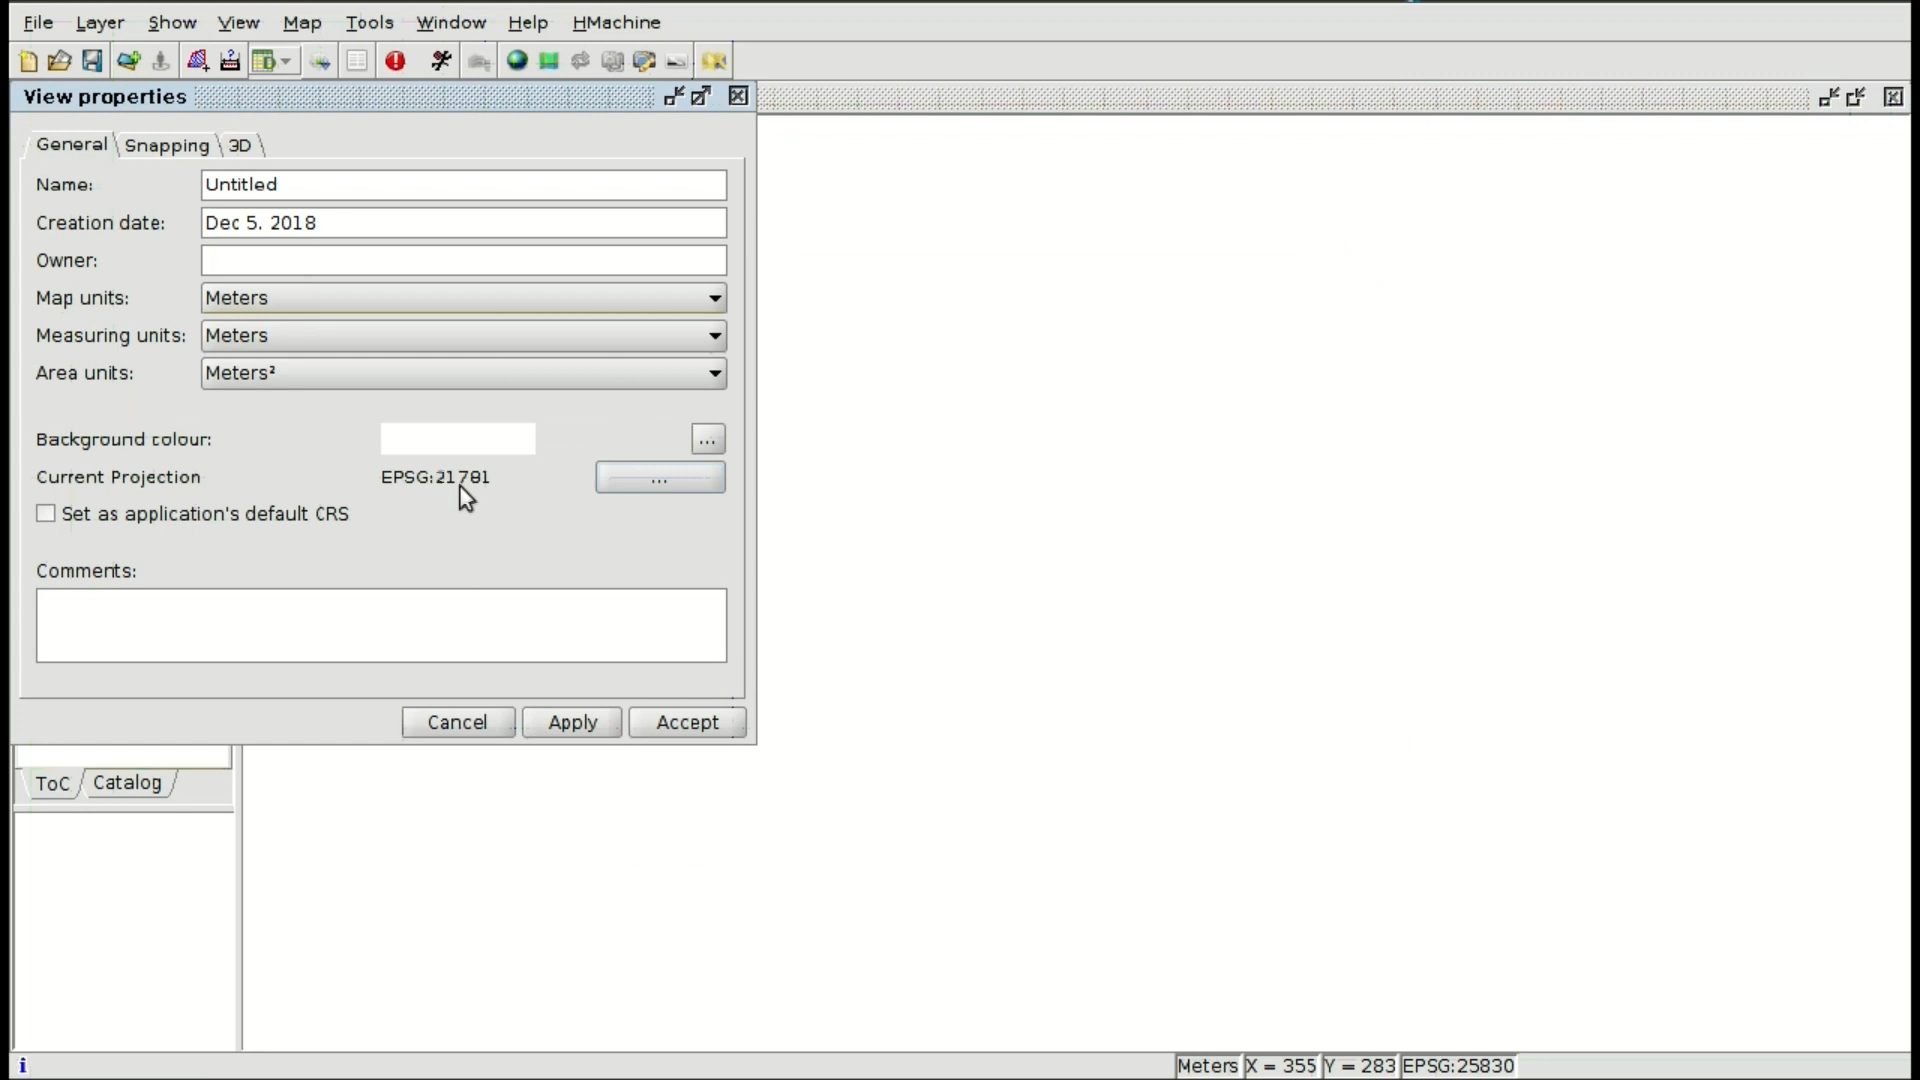 File Layer Show View Map Tools Window Help HMachine
View properties
General Snapping 3D
Name: Untitled
Creation date: Dec 5. 2018
Owner:
Map units: Meters
Measuring units: Meters
Area units: Meters²
Background colour: ...
Current Projection EPSG:21781 ...
Set as application's default CRS
Comments:
Cancel Apply Accept
ToC Catalog
Meters X = 355 Y = 283 EPSG:25830